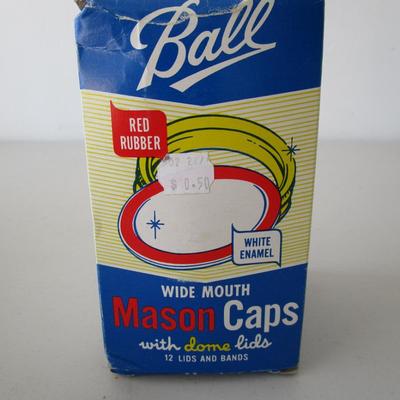 Ball
RED
RUBBER
$ 0.50
WHITE
ENAMEL
WIDE MOUTH
Mason Caps
with dome lids
12 LIDS AND BANDS